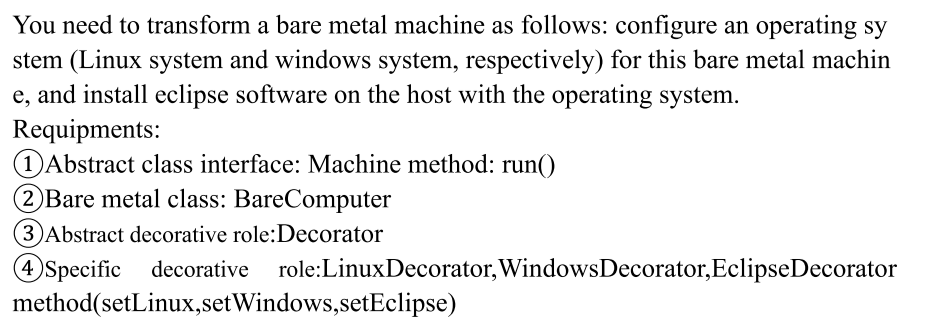 You need to transform a bare metal machine as follows: configure an operating sy
stem (Linux system and windows system, respectively) for this bare metal machin
e, and install eclipse software on the host with the operating system.
Requipments:
①Abstract class interface: Machine method: run()
②Bare metal class: BareComputer
③Abstract decorative role:Decorator
④Specific decorative role:LinuxDecorator,WindowsDecorator,EclipseDecorator
method(setLinux,setWindows,setEclipse)